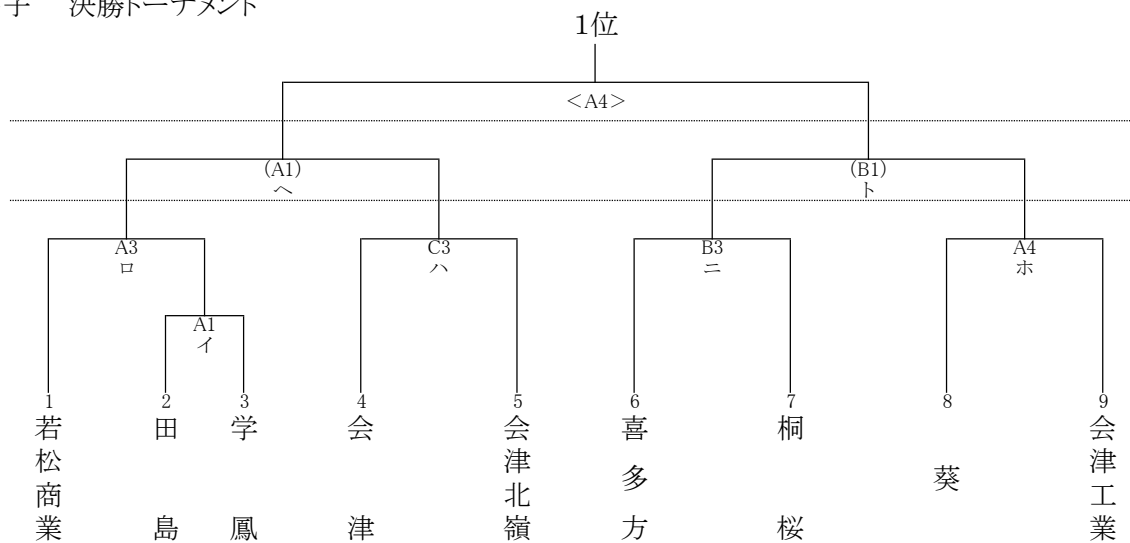 子 決勝トーナメント
1位
<A4>
(A1)
ヘ
(B1)
ト
A3
ロ
C3
ハ
B3
ニ
A4
ホ
A1
イ
1
若松商業
2
田島
3
学鳳
4
会津
5
会津北嶺
6
喜多方
7
桐桜
8
葵
9
会津工業